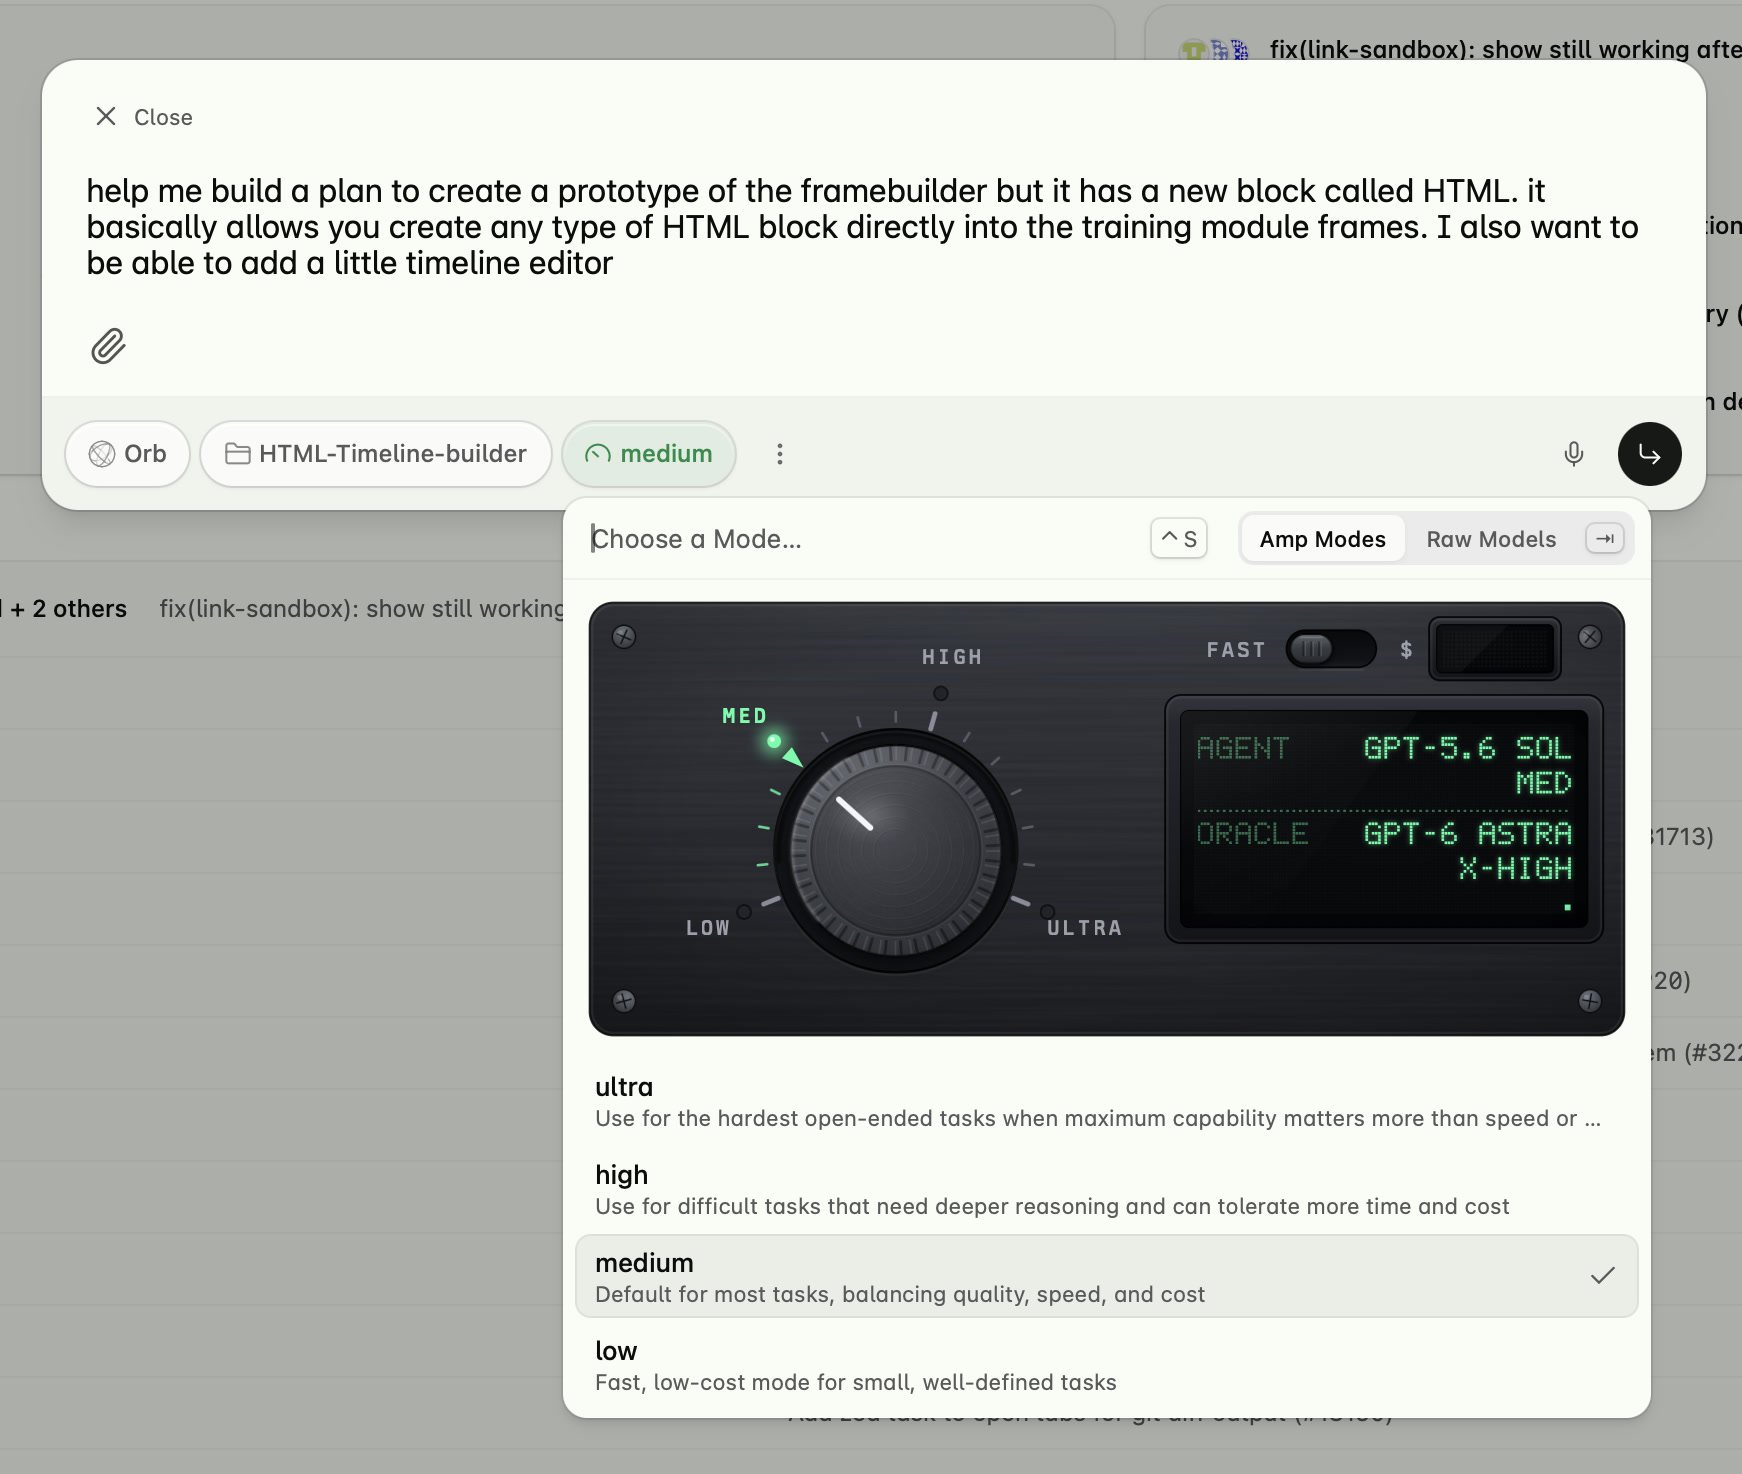 fix(link-sandbox): show still working afte
Close
help me build a plan to create a prototype of the framebuilder but it has a new block called HTML. it
basically allows you create any type of HTML block directly into the training module frames. I also want to
be able to add a little timeline editor
Orb
HTML-Timeline-builder
medium
+ 2 others
fix(link-sandbox): show still working
Choose a Mode...
^ S
Amp Modes
Raw Models
HIGH
MED
LOW
ULTRA
FAST
$
AGENT GPT-5.6 SOL
MED
ORACLE GPT-6 ASTRA
X-HIGH
.
ultra
Use for the hardest open-ended tasks when maximum capability matters more than speed or ...
high
Use for difficult tasks that need deeper reasoning and can tolerate more time and cost
medium
Default for most tasks, balancing quality, speed, and cost
low
Fast, low-cost mode for small, well-defined tasks